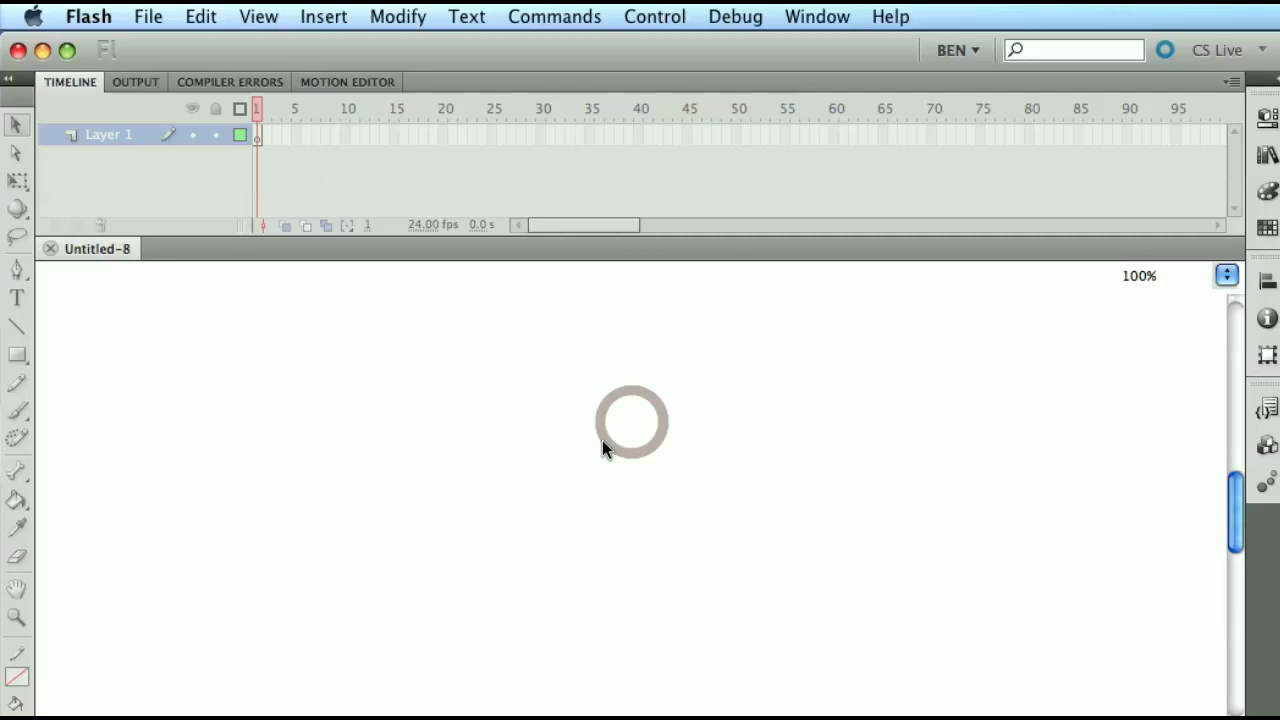 Flash File Edit View Insert Modify Text Commands Control Debug Window Help
Fl BEN CS Live
TIMELINE OUTPUT COMPILER ERRORS MOTION EDITOR
1 5 10 15 20 25 30 35 40 45 50 55 60 65 70 75 80 85 90 95
Layer 1
1 24.00 fps 0.0 s
Untitled-8
100%
T